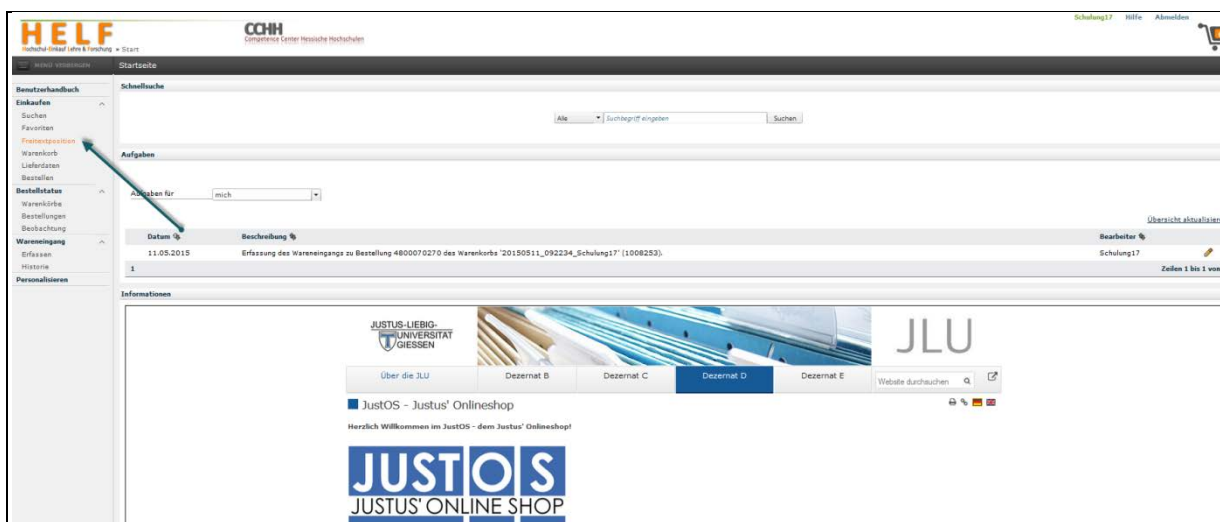 Schulung17 Hilfe Abmelden
HELF
Hochschul-Einkauf Lehre & Forschung
CCHH
Competence Center Hessische Hochschulen
Start
MENÜ VERBERGEN
Startseite
Benutzerhandbuch
Einkaufen
Suchen
Favoriten
Freitextposition
Warenkorb
Lieferdaten
Bestellen
Bestellstatus
Warenkörbe
Bestellungen
Beobachtung
Wareneingang
Erfassen
Historie
Personalisieren
Schnellsuche
Alle Suchbegriff eingeben Suchen
Aufgaben
Aufgaben für mich
Übersicht aktualisieren
Datum Beschreibung Bearbeiter
11.05.2015 Erfassung des Wareneingangs zu Bestellung 4800070270 des Warenkorbs '20150511_092234_Schulung17' (1008253). Schulung17
1 Zeilen 1 bis 1 von
Informationen
JUSTUS-LIEBIG-
UNIVERSITÄT
GIESSEN
JLU
Über die JLU Dezernat B Dezernat C Dezernat D Dezernat E Website durchsuchen
JustOS - Justus' Onlineshop
Herzlich Willkommen im JustOS - dem Justus' Onlineshop!
JUSTOS
JUSTUS' ONLINE SHOP